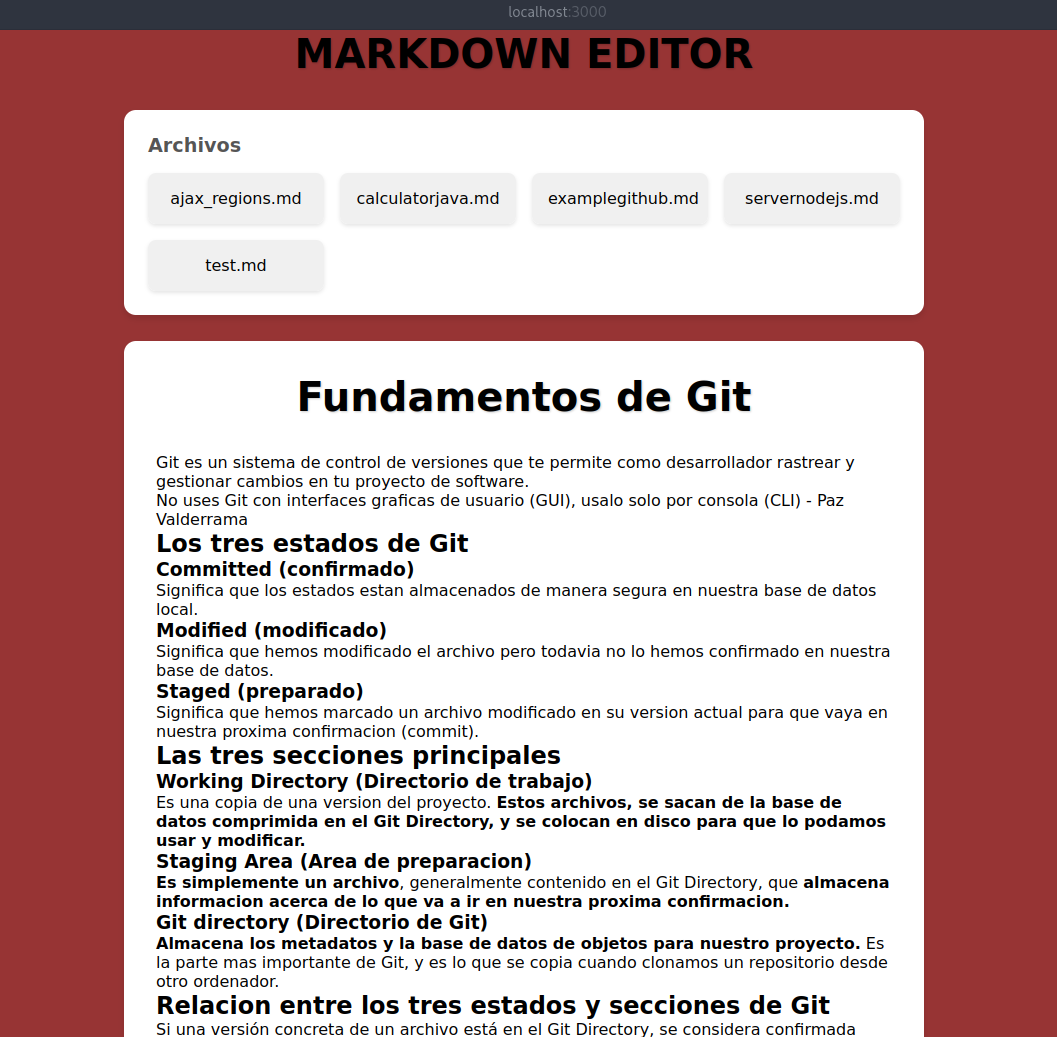 localhost:3000
MARKDOWN EDITOR
Archivos
ajax_regions.md
calculatorjava.md
examplegithub.md
servernodejs.md
test.md
Fundamentos de Git
Git es un sistema de control de versiones que te permite como desarrollador rastrear y
gestionar cambios en tu proyecto de software.
No uses Git con interfaces graficas de usuario (GUI), usalo solo por consola (CLI) - Paz
Valderrama
Los tres estados de Git
Committed (confirmado)
Significa que los estados estan almacenados de manera segura en nuestra base de datos
local.
Modified (modificado)
Significa que hemos modificado el archivo pero todavia no lo hemos confirmado en nuestra
base de datos.
Staged (preparado)
Significa que hemos marcado un archivo modificado en su version actual para que vaya en
nuestra proxima confirmacion (commit).
Las tres secciones principales
Working Directory (Directorio de trabajo)
Es una copia de una version del proyecto. Estos archivos, se sacan de la base de
datos comprimida en el Git Directory, y se colocan en disco para que lo podamos
usar y modificar.
Staging Area (Area de preparacion)
Es simplemente un archivo, generalmente contenido en el Git Directory, que almacena
informacion acerca de lo que va a ir en nuestra proxima confirmacion.
Git directory (Directorio de Git)
Almacena los metadatos y la base de datos de objetos para nuestro proyecto. Es
la parte mas importante de Git, y es lo que se copia cuando clonamos un repositorio desde
otro ordenador.
Relacion entre los tres estados y secciones de Git
Si una versión concreta de un archivo está en el Git Directory, se considera confirmada